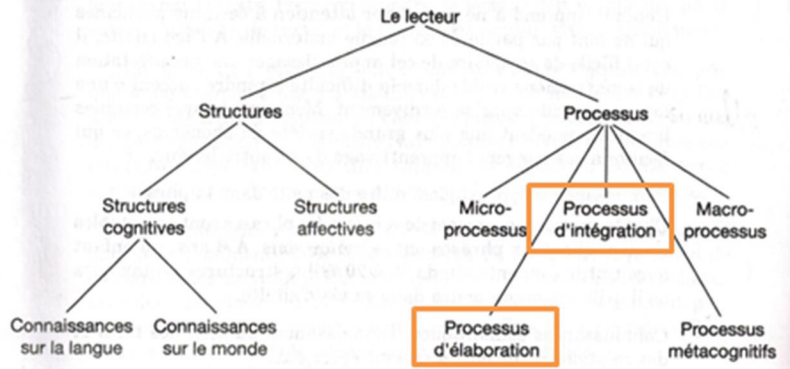 Le lecteur
Structures
Processus
Structures
cognitives
Structures
affectives
Micro-
processus
Processus
d'intégration
Macro-
processus
Connaissances
sur la langue
Connaissances
sur le monde
Processus
d'élaboration
Processus
métacognitifs